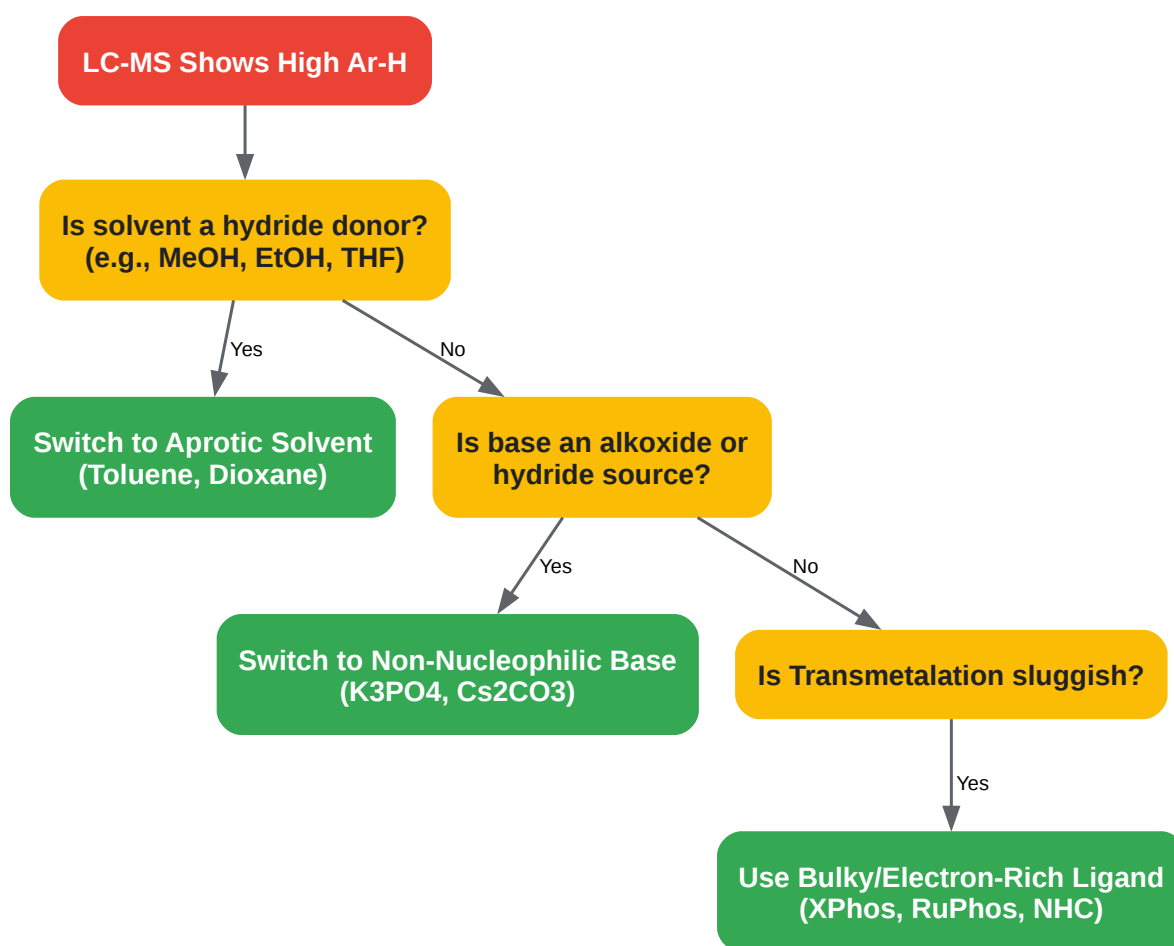 LC-MS Shows High Ar-H
Is solvent a hydride donor?
(e.g., MeOH, EtOH, THF)
Yes
No
Switch to Aprotic Solvent
(Toluene, Dioxane)
Is base an alkoxide or
hydride source?
Yes
No
Switch to Non-Nucleophilic Base
(K3PO4, Cs2CO3)
Is Transmetalation sluggish?
Yes
Use Bulky/Electron-Rich Ligand
(XPhos, RuPhos, NHC)